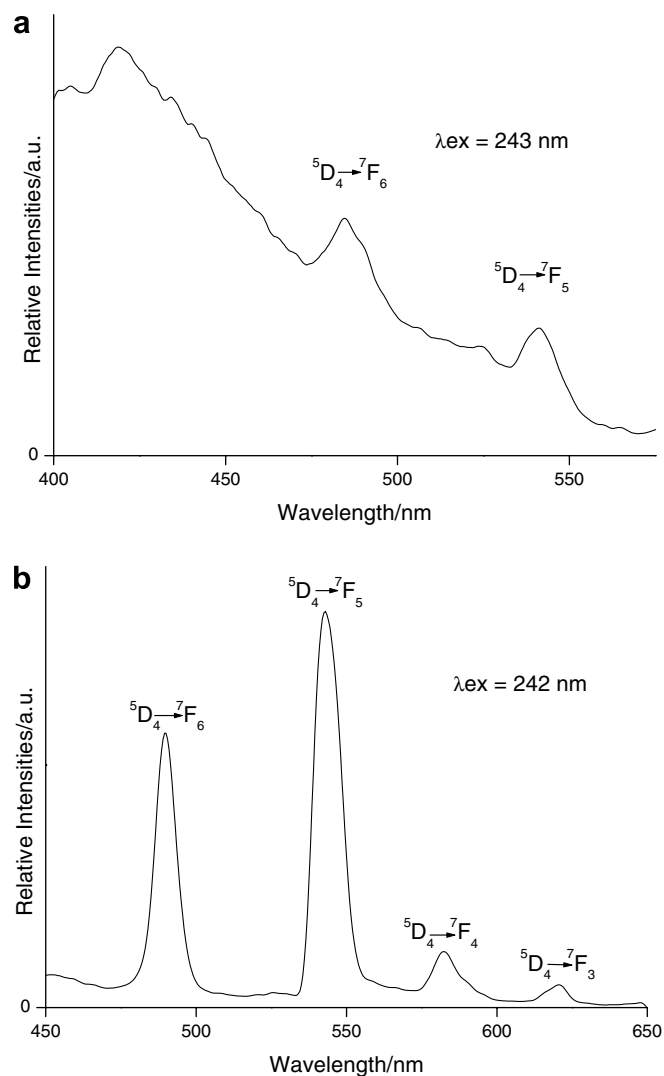 a
Relative Intensities/a.u.
λex = 243 nm
⁵D₄→⁷F₆
⁵D₄→⁷F₅
0
400 450 500 550
Wavelength/nm
b
Relative Intensities/a.u.
⁵D₄→⁷F₅
λex = 242 nm
⁵D₄→⁷F₆
⁵D₄→⁷F₄
⁵D₄→⁷F₃
0
450 500 550 600 650
Wavelength/nm